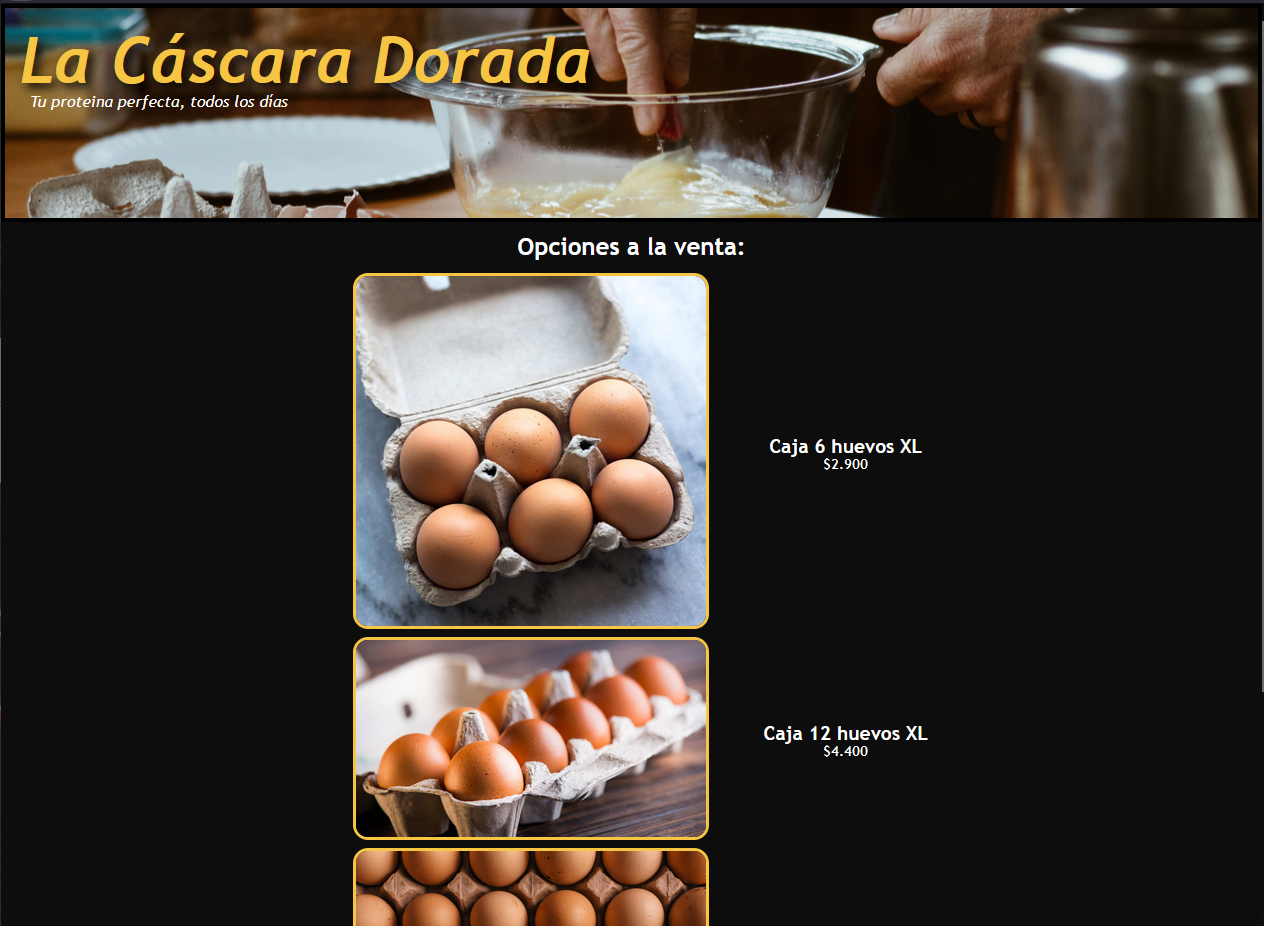 La Cáscara Dorada
Tu proteina perfecta, todos los días
Opciones a la venta:
Caja 6 huevos XL
$2.900
Caja 12 huevos XL
$4.400